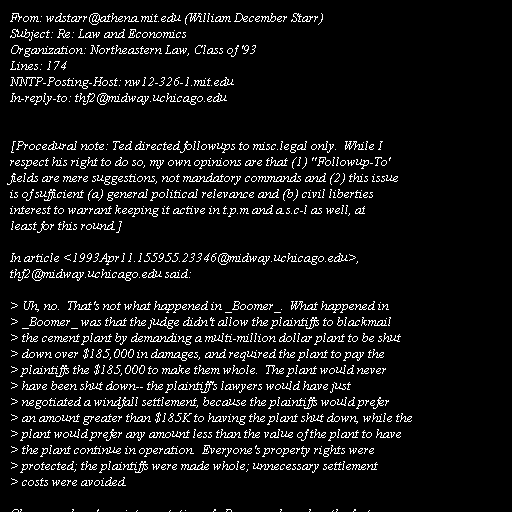 From: wdstarr@athena.mit.edu (William December Starr)
Subject: Re: Law and Economics
Organization: Northeastern Law, Class of '93
Lines: 174
NNTP-Posting-Host: nw12-326-1.mit.edu
In-reply-to: thf2@midway.uchicago.edu

[Procedural note: Ted directed followups to misc.legal only.  While I
respect his right to do so, my own opinions are that (1) "Followup-To'
fields are mere suggestions, not mandatory commands and (2) this issue
is of sufficient (a) general political relevance and (b) civil liberties
interest to warrant keeping it active in t.p.m and a.s.c-l as well, at
least for this round.]

In article <1993Apr11.155955.23346@midway.uchicago.edu>,
thf2@midway.uchicago.edu said:

> Uh, no.  That's not what happened in _Boomer_.  What happened in
> _Boomer_ was that the judge didn't allow the plaintiffs to blackmail
> the cement plant by demanding a multi-million dollar plant to be shut
> down over $185,000 in damages, and required the plant to pay the
> plaintiffs the $185,000 to make them whole.  The plant would never
> have been shut down-- the plaintiff's lawyers would have just
> negotiated a windfall settlement, because the plaintiffs would prefer
> an amount greater than $185K to having the plant shut down, while the
> plant would prefer any amount less than the value of the plant to have
> the plant continue in operation.  Everyone's property rights were
> protected; the plaintiffs were made whole; unnecessary settlement
> costs were avoided.